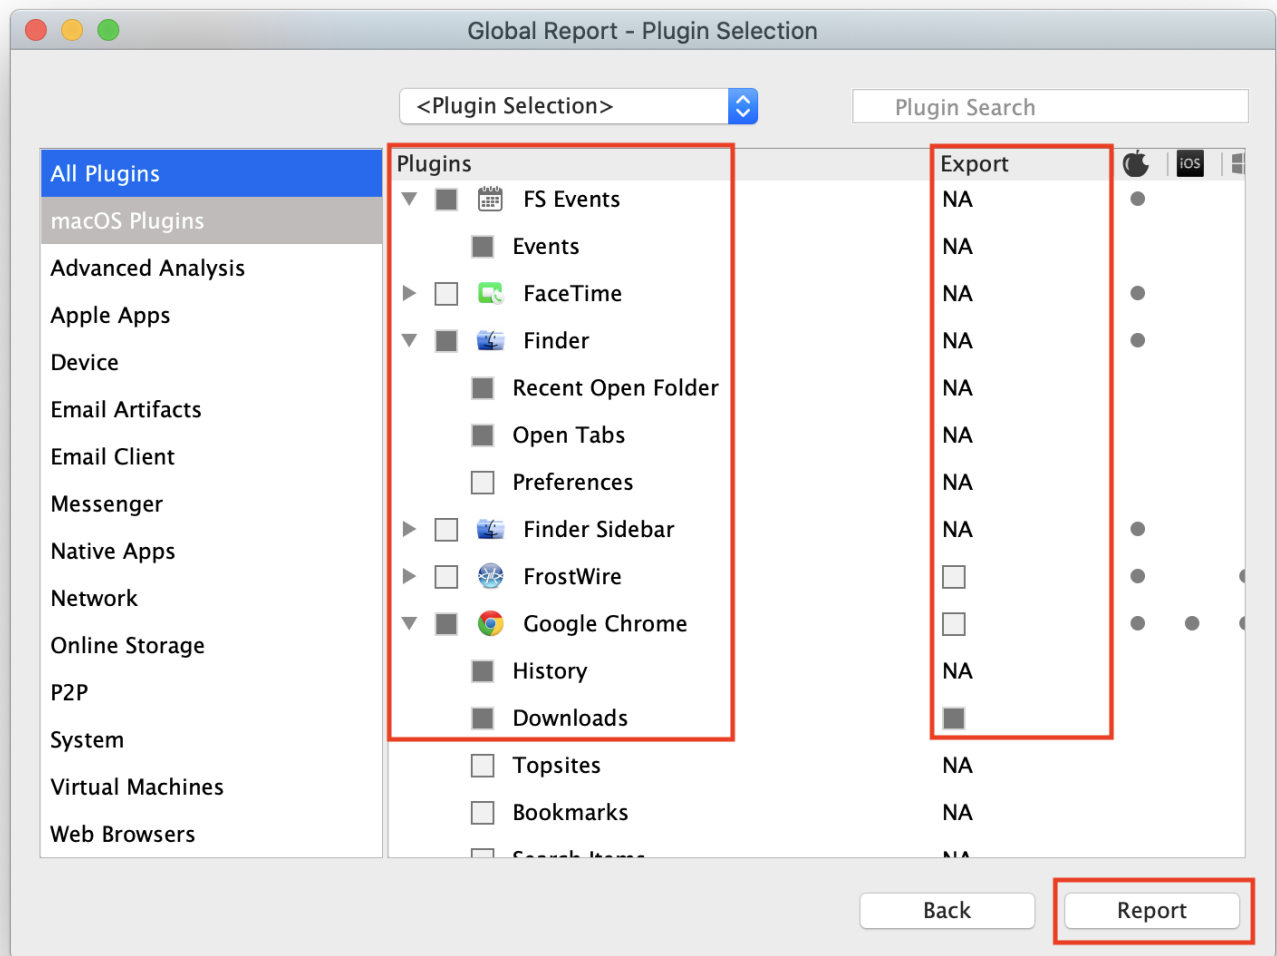 Global Report - Plugin Selection
<Plugin Selection>
Plugin Search
All Plugins
macOS Plugins
Advanced Analysis
Apple Apps
Device
Email Artifacts
Email Client
Messenger
Native Apps
Network
Online Storage
P2P
System
Virtual Machines
Web Browsers
Plugins Export iOS
FS Events NA
Events NA
FaceTime NA
Finder NA
Recent Open Folder NA
Open Tabs NA
Preferences NA
Finder Sidebar NA
FrostWire
Google Chrome
History NA
Downloads
Topsites NA
Bookmarks NA
Search Items NA
Back Report